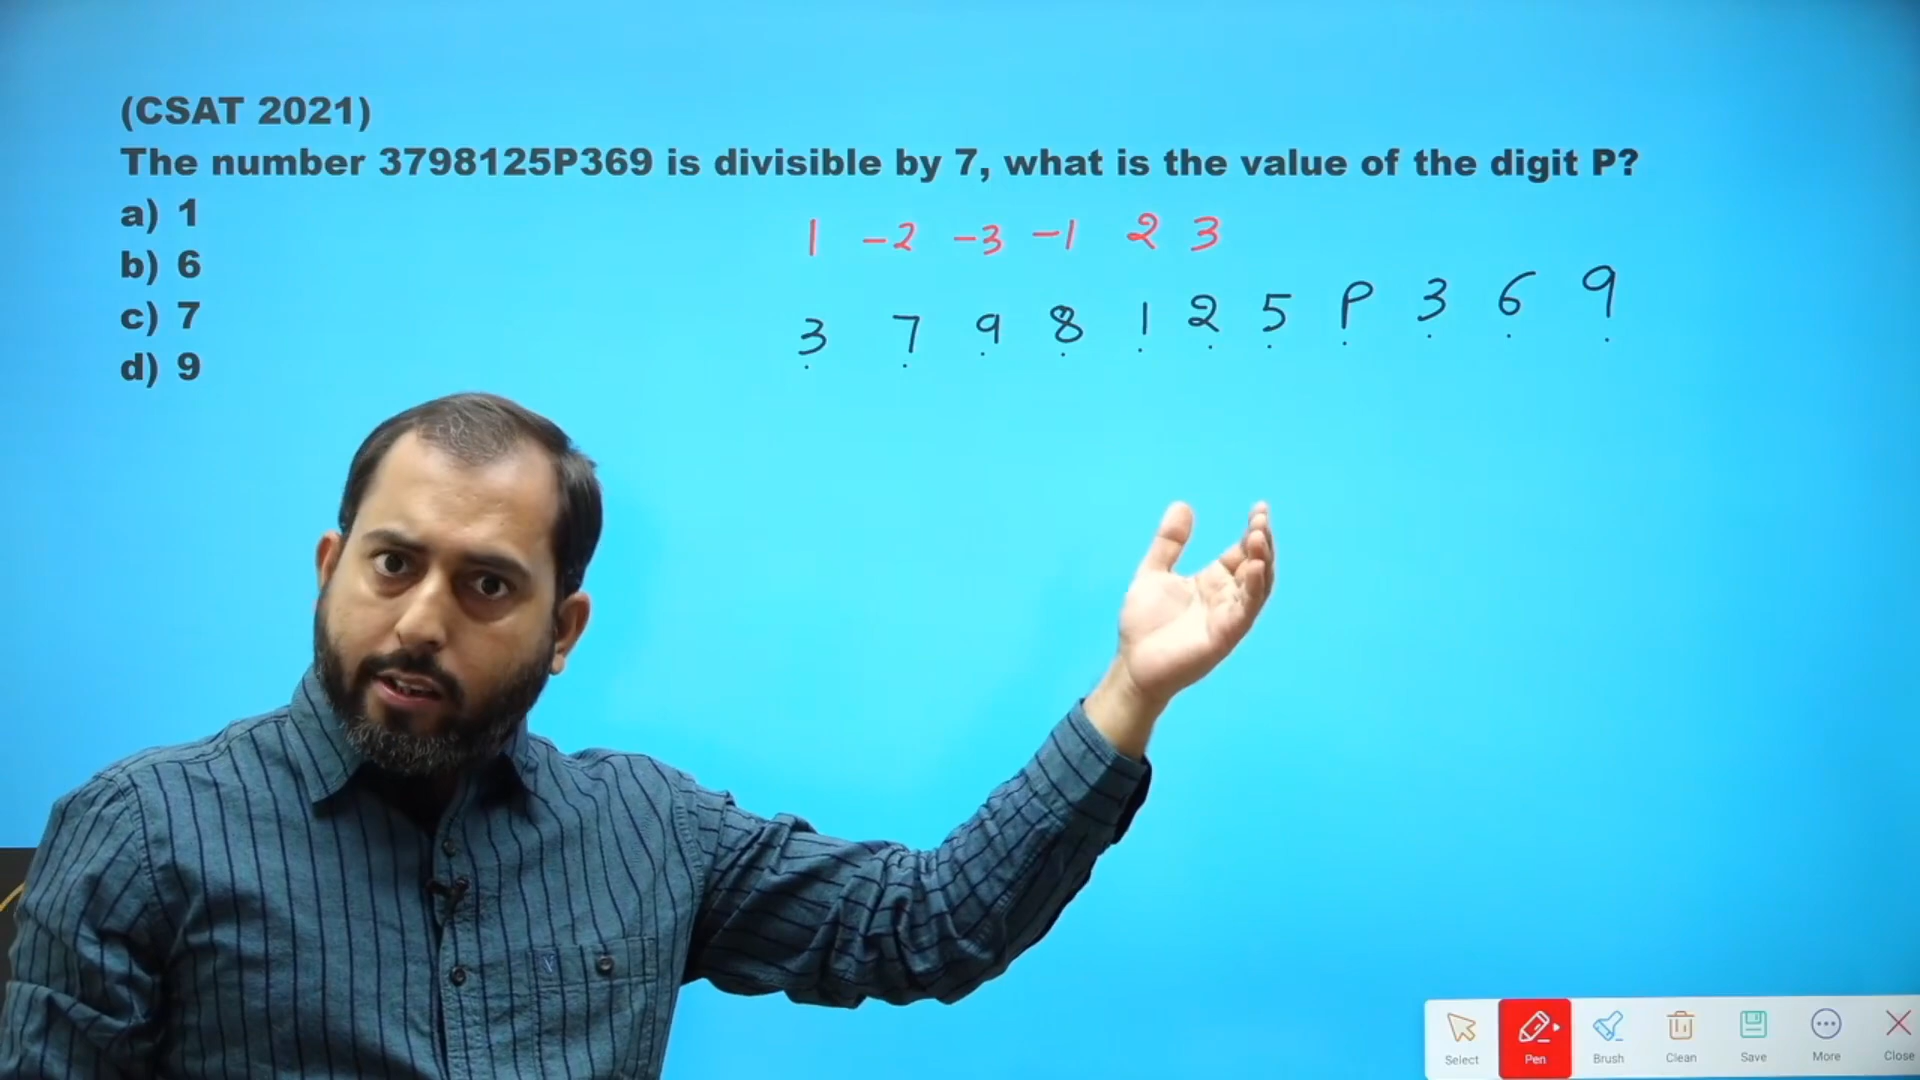 (CSAT 2021)
The number 3798125P369 is divisible by 7, what is the value of the digit P?
a) 1
b) 6
c) 7
d) 9
1 -2 -3 -1 2 3
3 7 9 8 1 2 5 P 3 6 9
Select Pen Brush Clean Save More Close